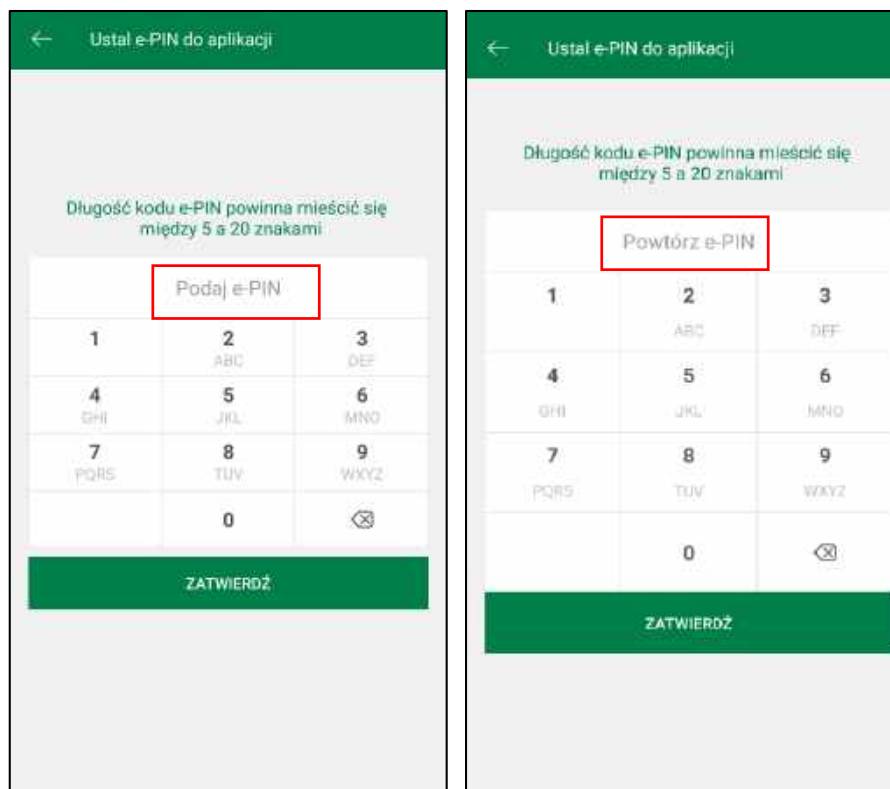 Ustal e-PIN do aplikacji
Długość kodu e-PIN powinna mieścić się
między 5 a 20 znakami
Podaj e-PIN
1 2 3
ABC DEF
4 5 6
GHI JKL MNO
7 8 9
PQRS TUV WXYZ
0
ZATWIERDŹ
Ustal e-PIN do aplikacji
Długość kodu e-PIN powinna mieścić się
między 5 a 20 znakami
Powtórz e-PIN
1 2 3
ABC DEF
4 5 6
GHI JKL MNO
7 8 9
PQRS TUV WXYZ
0
ZATWIERDŹ